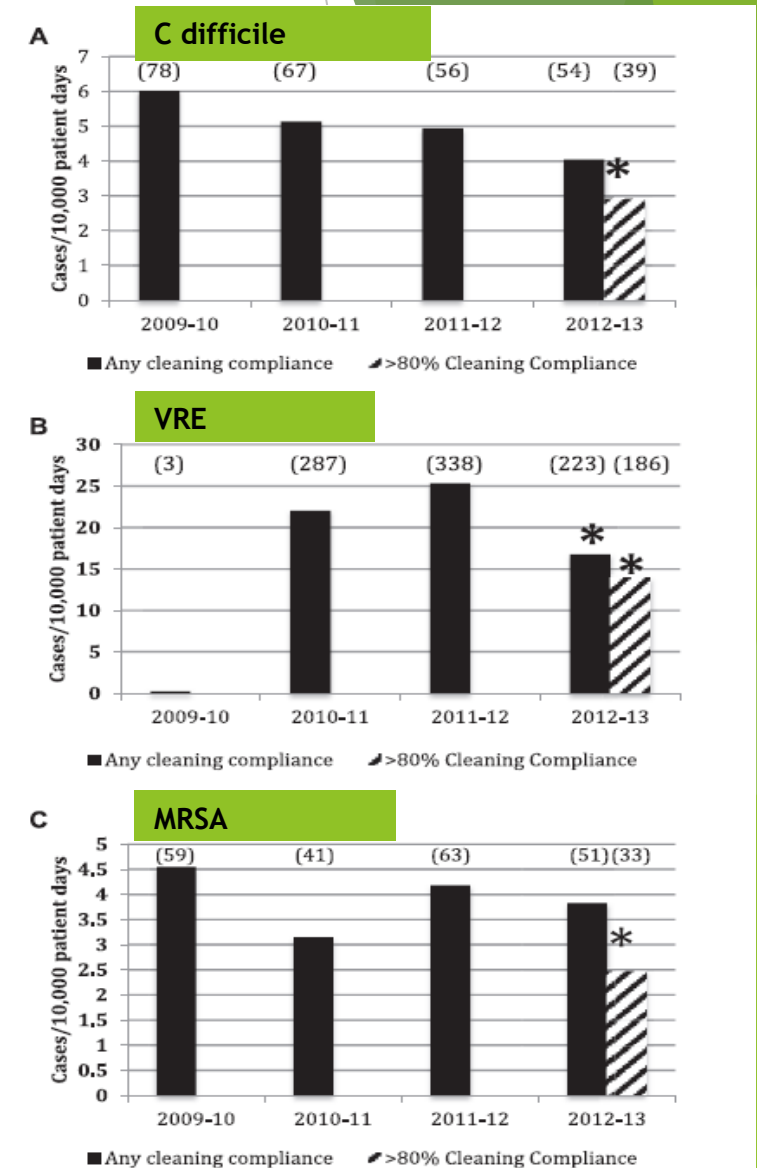 A
C difficile
Cases/10,000 patient days
7
6
5
4
3
2
1
0
(78) (67) (56) (54) (39)
*
2009-10 2010-11 2011-12 2012-13
Any cleaning compliance >80% Cleaning Compliance
B
VRE
Cases/10,000 patient days
30
25
20
15
10
5
0
(3) (287) (338) (223) (186)
* *
2009-10 2010-11 2011-12 2012-13
Any cleaning compliance >80% Cleaning Compliance
C
MRSA
Cases/10,000 patient days
5
4.5
4
3.5
3
2.5
2
1.5
1
0.5
0
(59) (41) (63) (51)(33)
*
2009-10 2010-11 2011-12 2012-13
Any cleaning compliance >80% Cleaning Compliance